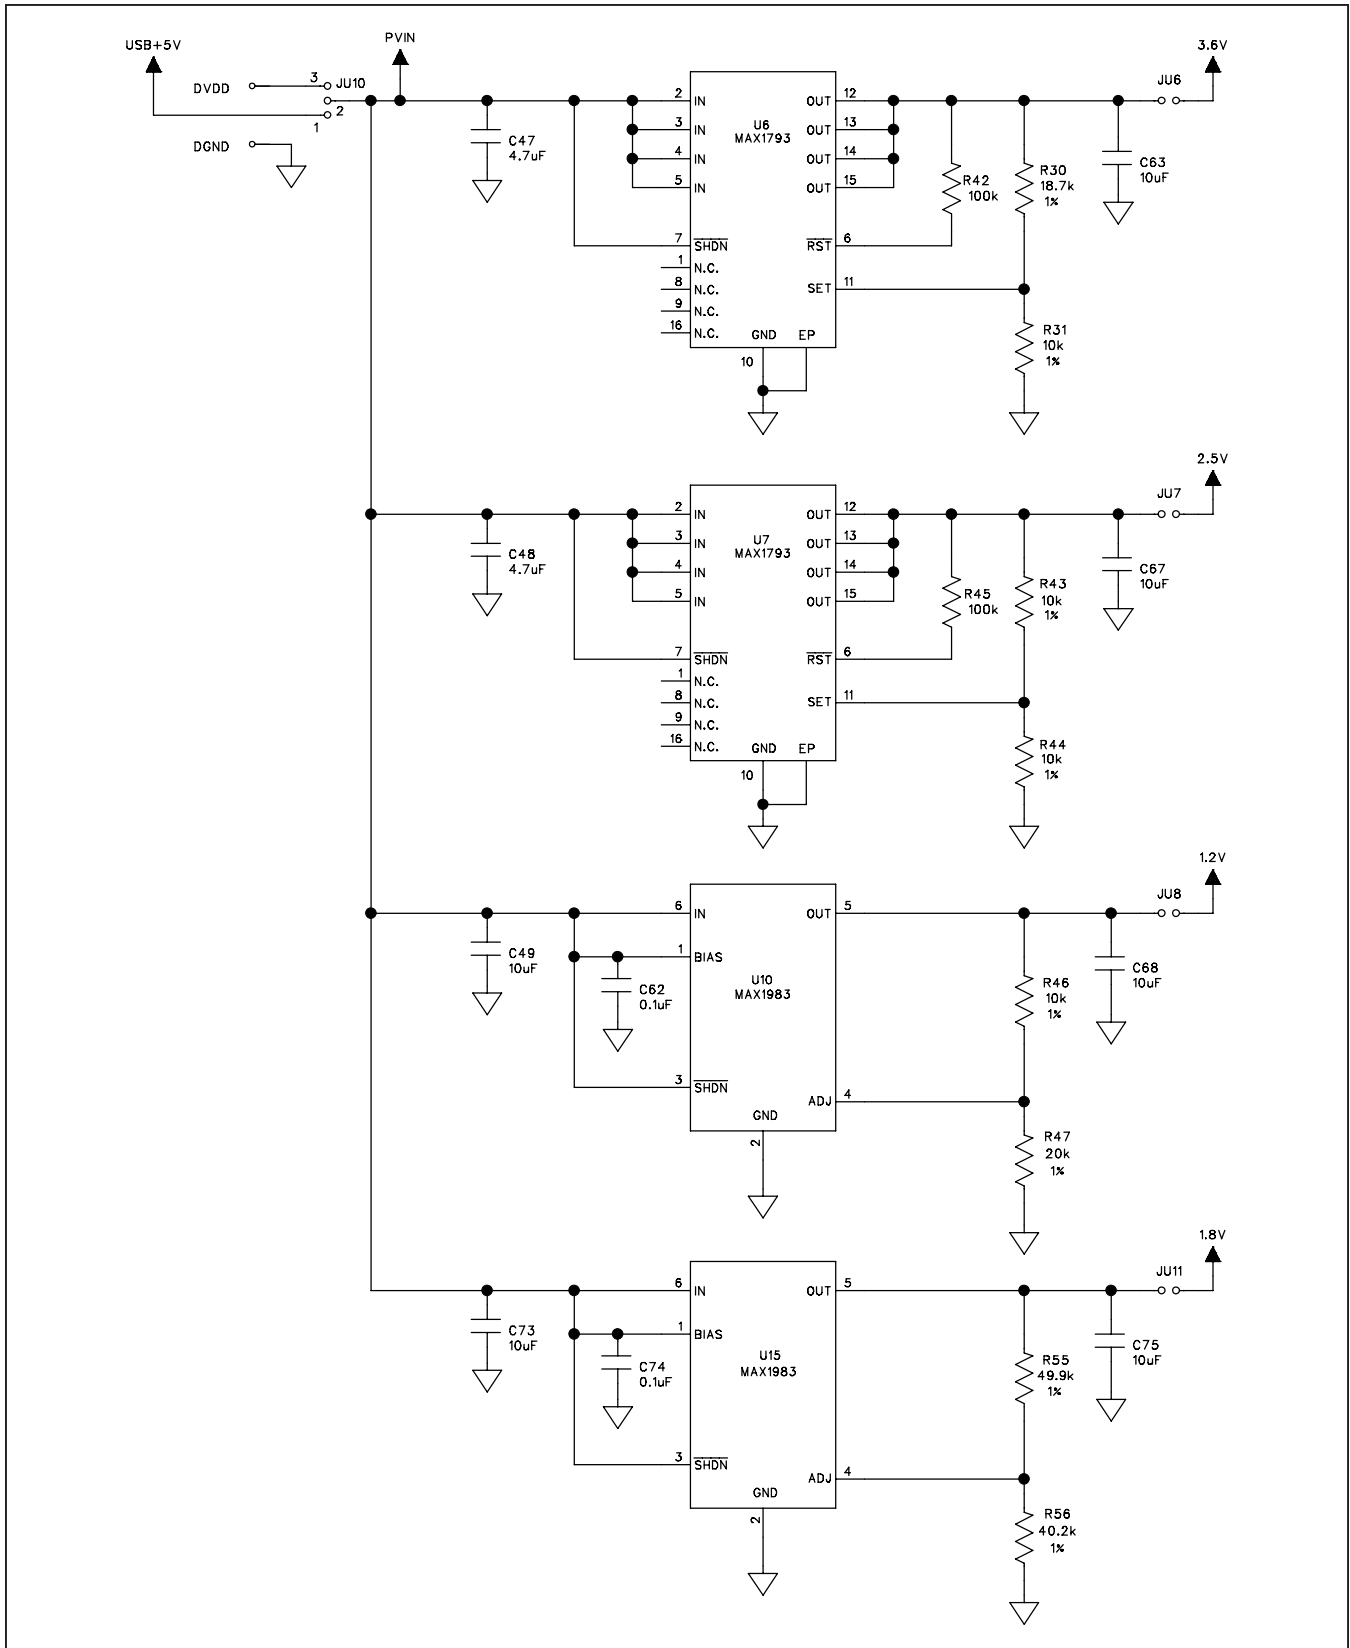 USB+5V
PVIN
3.6V
DVDD
3
JU10
2
1
DGND
C47
4.7uF
2
IN
3
IN
4
IN
5
IN
7
SHDN
1
N.C.
8
N.C.
9
N.C.
16
N.C.
U6
MAX1793
OUT
12
OUT
13
OUT
14
OUT
15
RST
6
SET
11
GND
EP
10
R42
100k
R30
18.7k
1%
R31
10k
1%
C63
10uF
JU6
2.5V
C48
4.7uF
2
IN
3
IN
4
IN
5
IN
7
SHDN
1
N.C.
8
N.C.
9
N.C.
16
N.C.
U7
MAX1793
OUT
12
OUT
13
OUT
14
OUT
15
RST
6
SET
11
GND
EP
10
R45
100k
R43
10k
1%
R44
10k
1%
C67
10uF
JU7
1.2V
C49
10uF
C62
0.1uF
6
IN
1
BIAS
3
SHDN
U10
MAX1983
OUT
5
ADJ
4
GND
2
R46
10k
1%
R47
20k
1%
C68
10uF
JU8
1.8V
C73
10uF
C74
0.1uF
6
IN
1
BIAS
3
SHDN
U15
MAX1983
OUT
5
ADJ
4
GND
2
R55
49.9k
1%
R56
40.2k
1%
C75
10uF
JU11